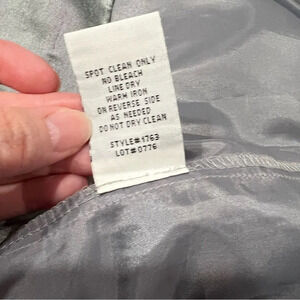 SPOT CLEAN ONLY
NO BLEACH
LINE DRY
WARM IRON
ON REVERSE SIDE
AS NEEDED
DO NOT DRY CLEAN
STYLE#1763
LOT#0776